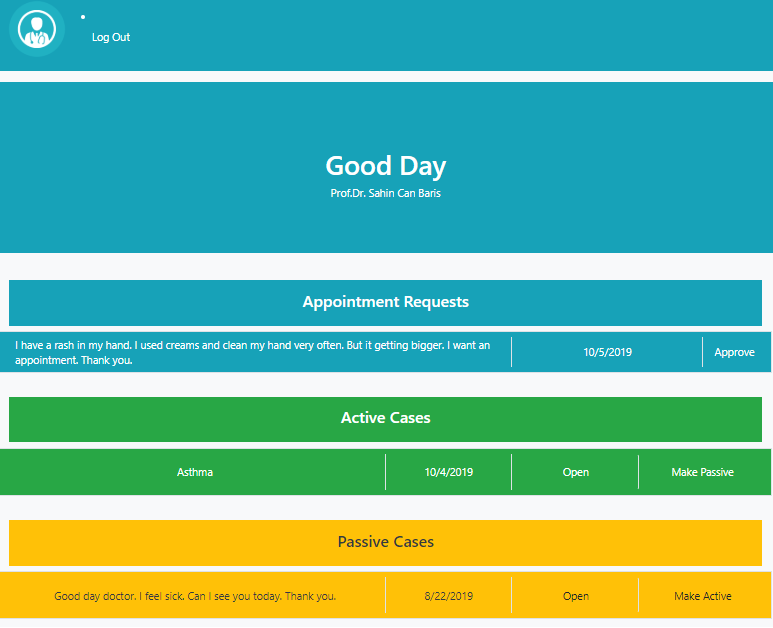 Log Out
Good Day
Prof.Dr. Sahin Can Baris
Appointment Requests
I have a rash in my hand. I used creams and clean my hand very often. But it getting bigger. I want an
appointment. Thank you.
10/5/2019
Approve
Active Cases
Asthma
10/4/2019
Open
Make Passive
Passive Cases
Good day doctor. I feel sick. Can I see you today. Thank you.
8/22/2019
Open
Make Active